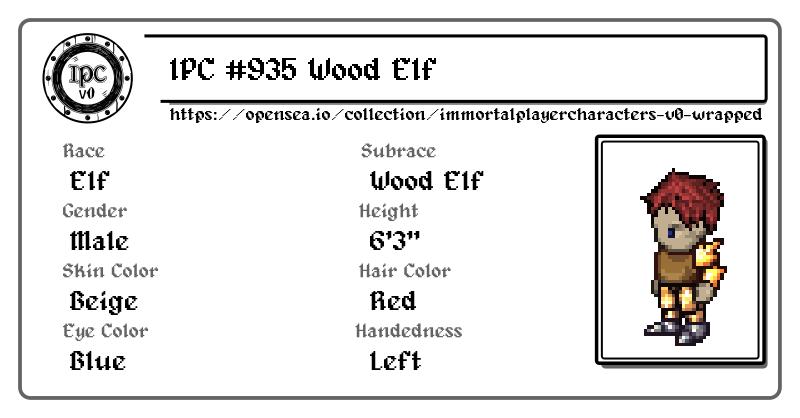 IPC v0
IPC #935 Wood Elf
https://opensea.io/collection/immortalplayercharacters-v0-wrapped
Race
Elf
Subrace
Wood Elf
Gender
Male
Height
6'3"
Skin Color
Beige
Hair Color
Red
Eye Color
Blue
Handedness
Left